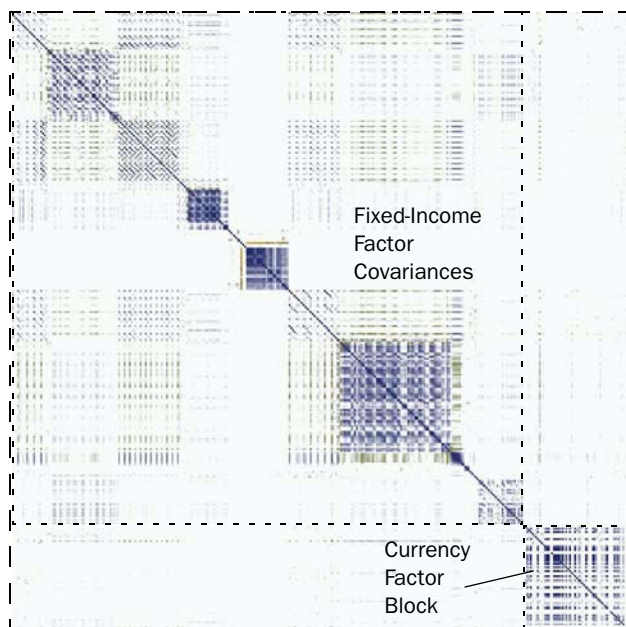 Fixed-Income
Factor
Covariances
Currency
Factor
Block